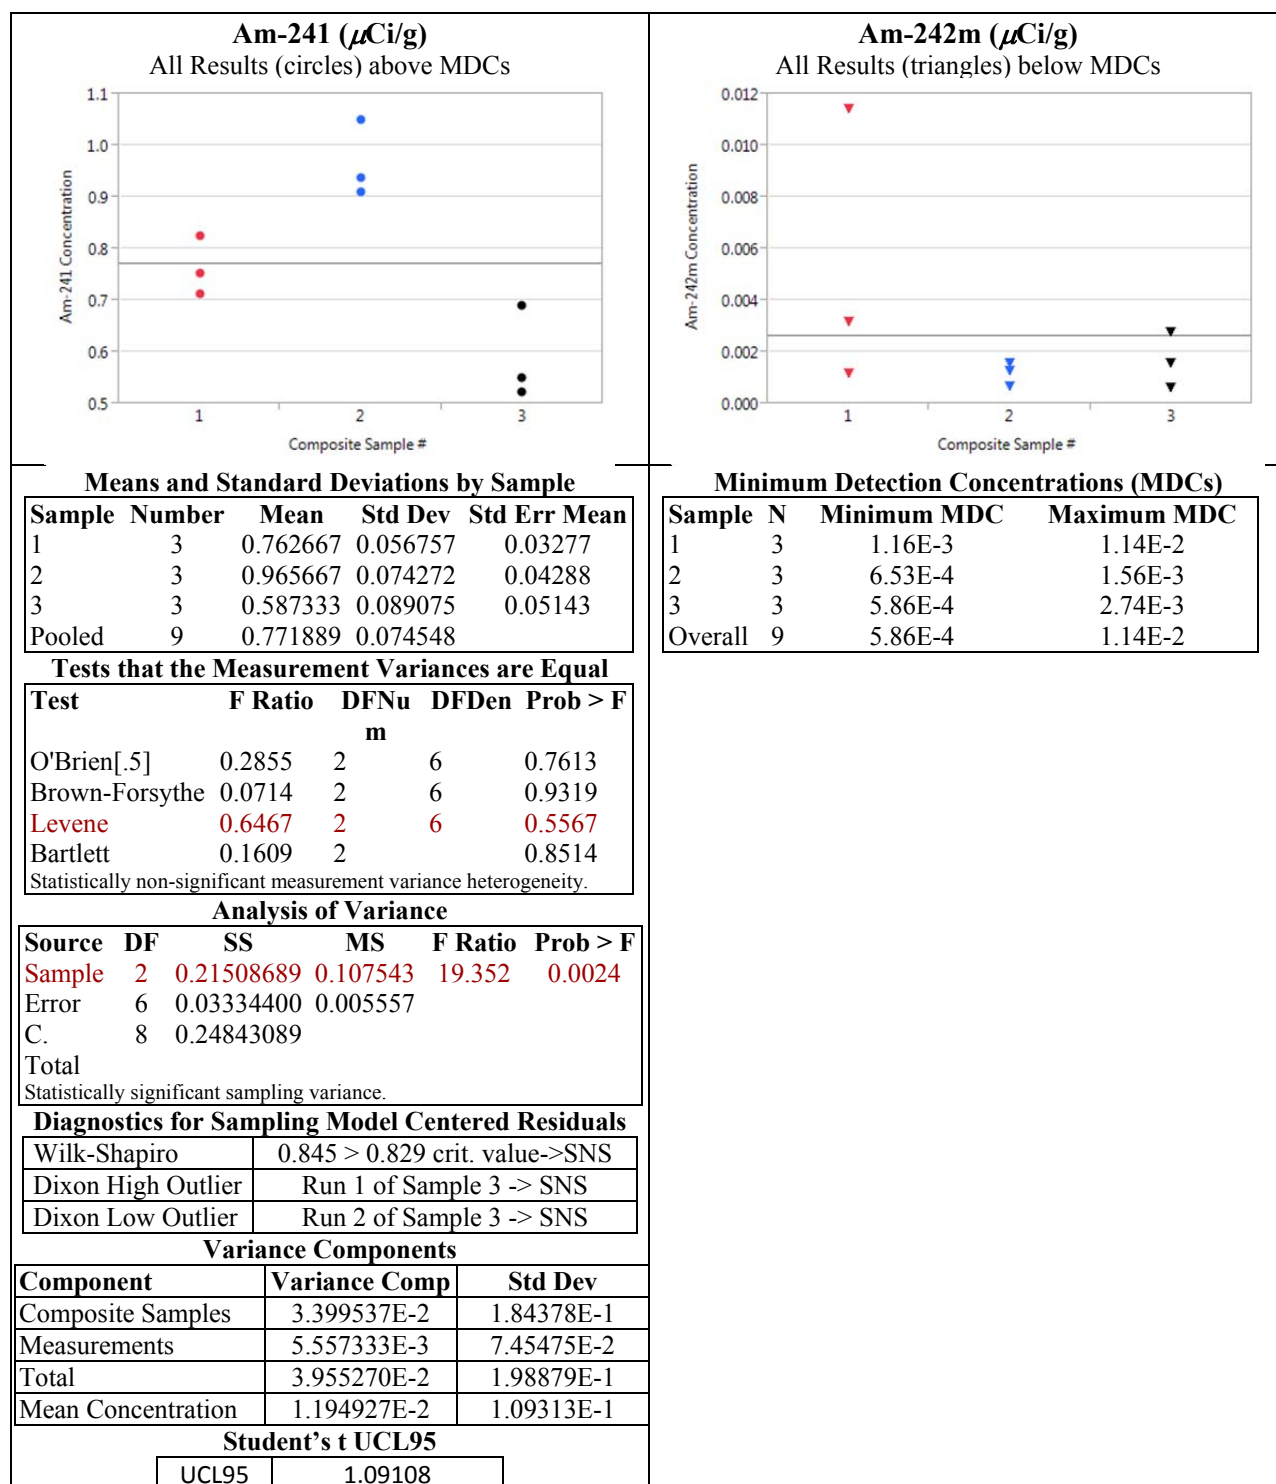 Am-241 (μCi/g)
All Results (circles) above MDCs
1.1
1.0
0.9
0.8
0.7
0.6
0.5
Am-241 Concentration
1 2 3
Composite Sample #
Means and Standard Deviations by Sample
Sample Number Mean Std Dev Std Err Mean
1 3 0.762667 0.056757 0.03277
2 3 0.965667 0.074272 0.04288
3 3 0.587333 0.089075 0.05143
Pooled 9 0.771889 0.074548
Tests that the Measurement Variances are Equal
Test F Ratio DFNu DFDen Prob > F
m
O'Brien[.5] 0.2855 2 6 0.7613
Brown-Forsythe 0.0714 2 6 0.9319
Levene 0.6467 2 6 0.5567
Bartlett 0.1609 2 0.8514
Statistically non-significant measurement variance heterogeneity.
Analysis of Variance
Source DF SS MS F Ratio Prob > F
Sample 2 0.21508689 0.107543 19.352 0.0024
Error 6 0.03334400 0.005557
C. 8 0.24843089
Total
Statistically significant sampling variance.
Diagnostics for Sampling Model Centered Residuals
Wilk-Shapiro 0.845 > 0.829 crit. value->SNS
Dixon High Outlier Run 1 of Sample 3 -> SNS
Dixon Low Outlier Run 2 of Sample 3 -> SNS
Variance Components
Component Variance Comp Std Dev
Composite Samples 3.399537E-2 1.84378E-1
Measurements 5.557333E-3 7.45475E-2
Total 3.955270E-2 1.98879E-1
Mean Concentration 1.194927E-2 1.09313E-1
Student's t UCL95
UCL95 1.09108
Am-242m (μCi/g)
All Results (triangles) below MDCs
0.012
0.010
0.008
0.006
0.004
0.002
0.000
Am-242m Concentration
1 2 3
Composite Sample #
Minimum Detection Concentrations (MDCs)
Sample N Minimum MDC Maximum MDC
1 3 1.16E-3 1.14E-2
2 3 6.53E-4 1.56E-3
3 3 5.86E-4 2.74E-3
Overall 9 5.86E-4 1.14E-2